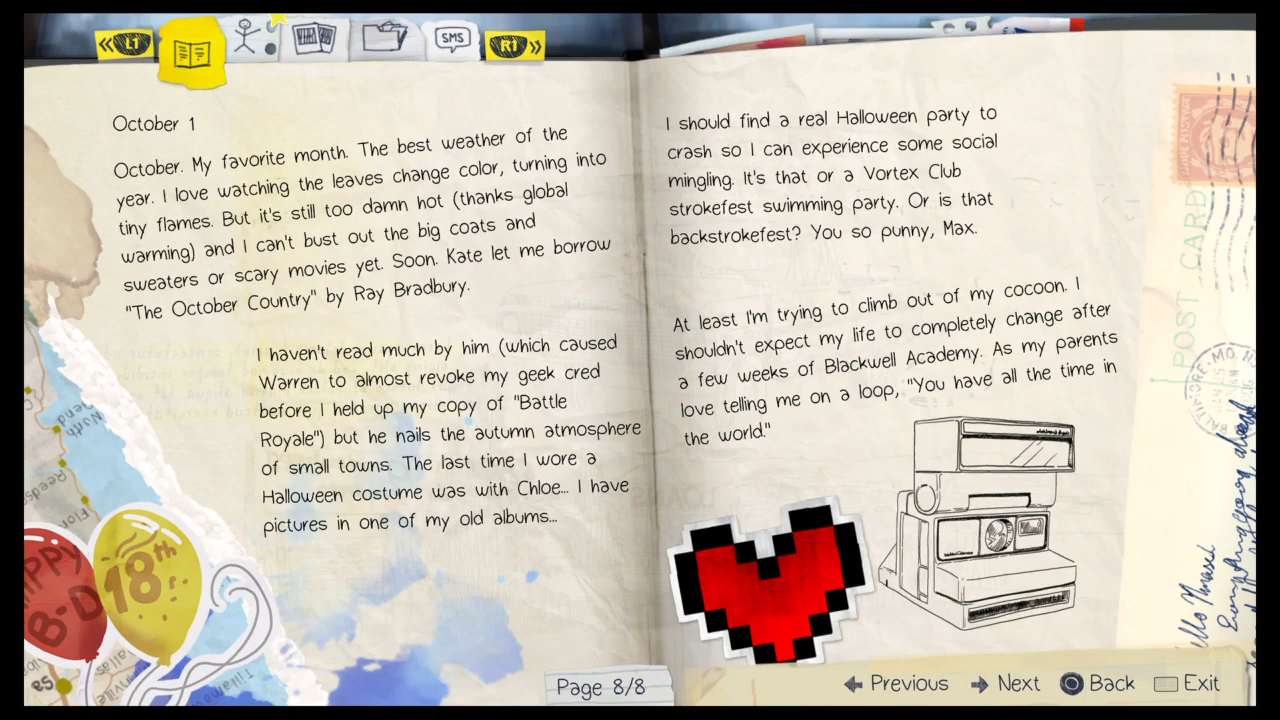 L1
SMS
R1
October 1
October. My favorite month. The best weather of the
year. I love watching the leaves change color, turning into
tiny flames. But it's still too damn hot (thanks global
warming) and I can't bust out the big coats and
sweaters or scary movies yet. Soon. Kate let me borrow
"The October Country" by Ray Bradbury.
I haven't read much by him (which caused
Warren to almost revoke my geek cred
before I held up my copy of "Battle
Royale") but he nails the autumn atmosphere
of small towns. The last time I wore a
Halloween costume was with Chloe... I have
pictures in one of my old albums...
I should find a real Halloween party to
crash so I can experience some social
mingling. It's that or a Vortex Club
strokefest swimming party. Or is that
backstrokefest? You so punny, Max.
At least I'm trying to climb out of my cocoon. I
shouldn't expect my life to completely change after
a few weeks of Blackwell Academy. As my parents
love telling me on a loop, "You have all the time in
the world."
B-D
18th
North
Bend
POST CARD
BALTIMORE, MD.
Page 8/8
Previous
Next
Back
Exit